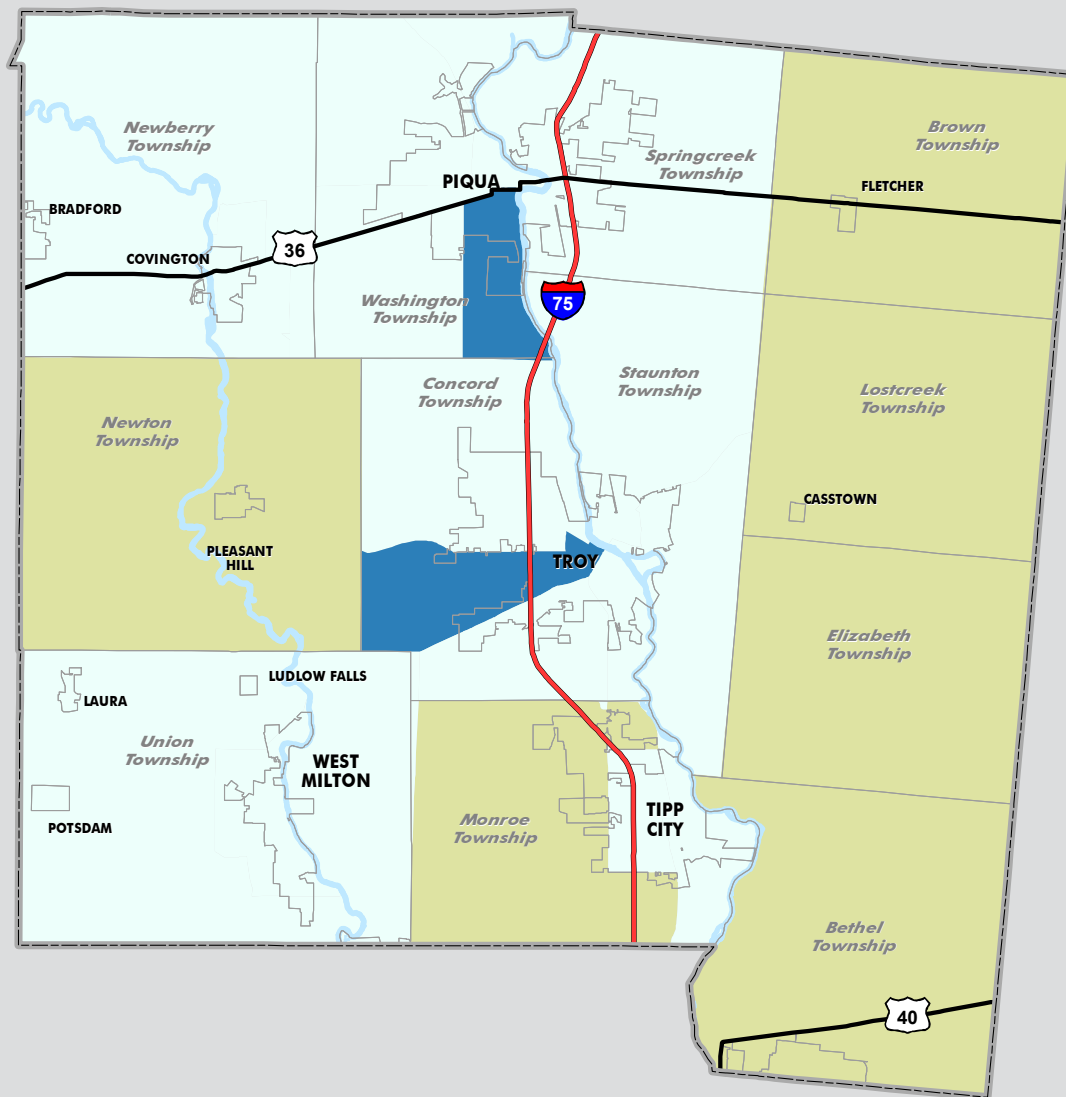 Newberry
Township
Brown
Township
Springcreek
Township
PIQUA
FLETCHER
BRADFORD
COVINGTON
36
Washington
Township
75
Concord
Township
Staunton
Township
Lostcreek
Township
Newton
Township
CASSTOWN
PLEASANT
HILL
TROY
Elizabeth
Township
LUDLOW FALLS
LAURA
Union
Township
WEST
MILTON
POTSDAM
Monroe
Township
TIPP
CITY
Bethel
Township
40